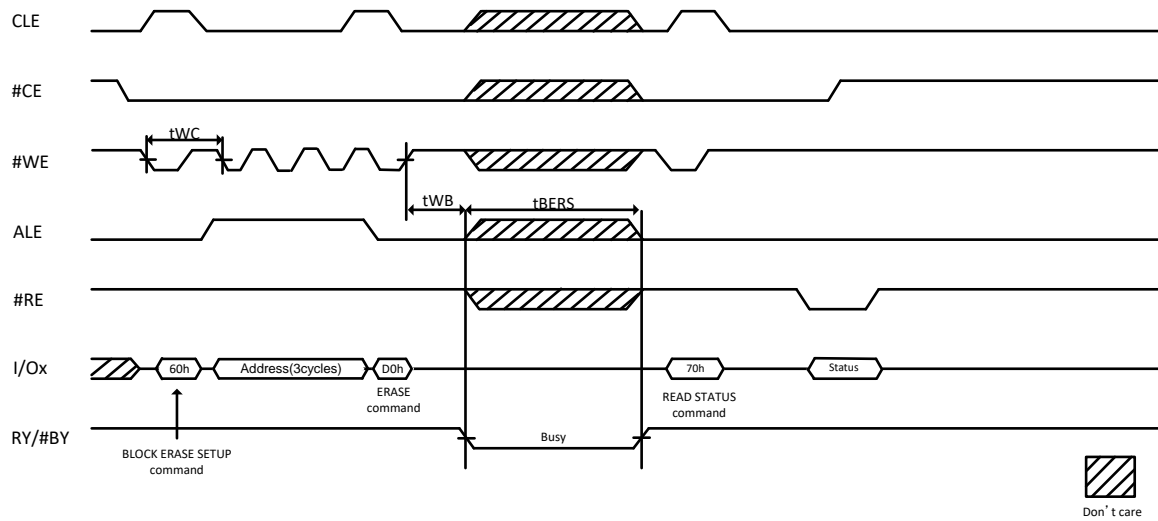 CLE
#CE
tWC
#WE
tWB
tBERS
ALE
#RE
I/Ox
60h
Address(3cycles)
D0h
70h
Status
ERASE
command
READ STATUS
command
RY/#BY
Busy
BLOCK ERASE SETUP
command
Don't care